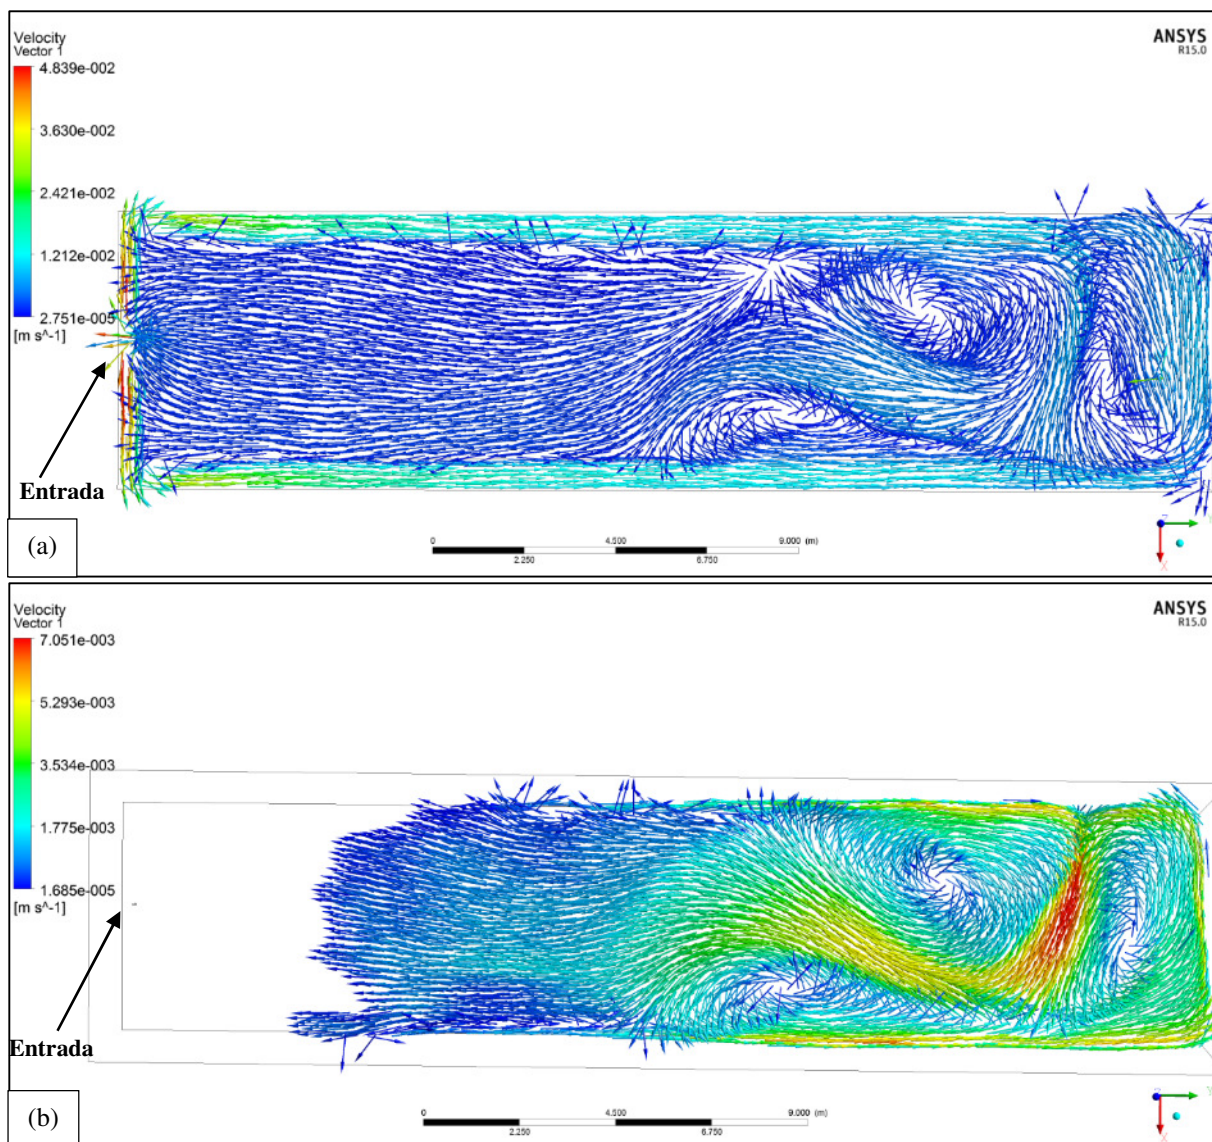 Velocity
Vector 1
ANSYS
R15.0
4.839e-002
3.630e-002
2.421e-002
1.212e-002
2.751e-005
[m s^-1]
Entrada
(a)
0 4.500 9.000 (m)
2.250 6.750
Z Y
X
Velocity
Vector 1
ANSYS
R15.0
7.051e-003
5.293e-003
3.534e-003
1.775e-003
1.685e-005
[m s^-1]
Entrada
(b)
0 4.500 9.000 (m)
2.250 6.750
Z Y
X